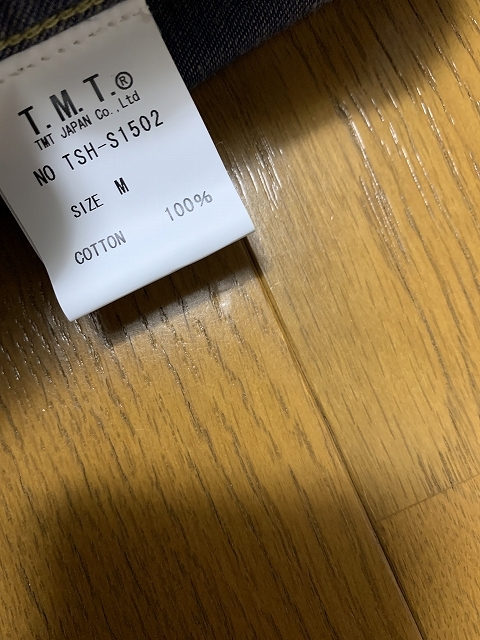 T.M.T.®
TMT JAPAN Co.,Ltd
NO TSH-S1502
SIZE M
COTTON 100%